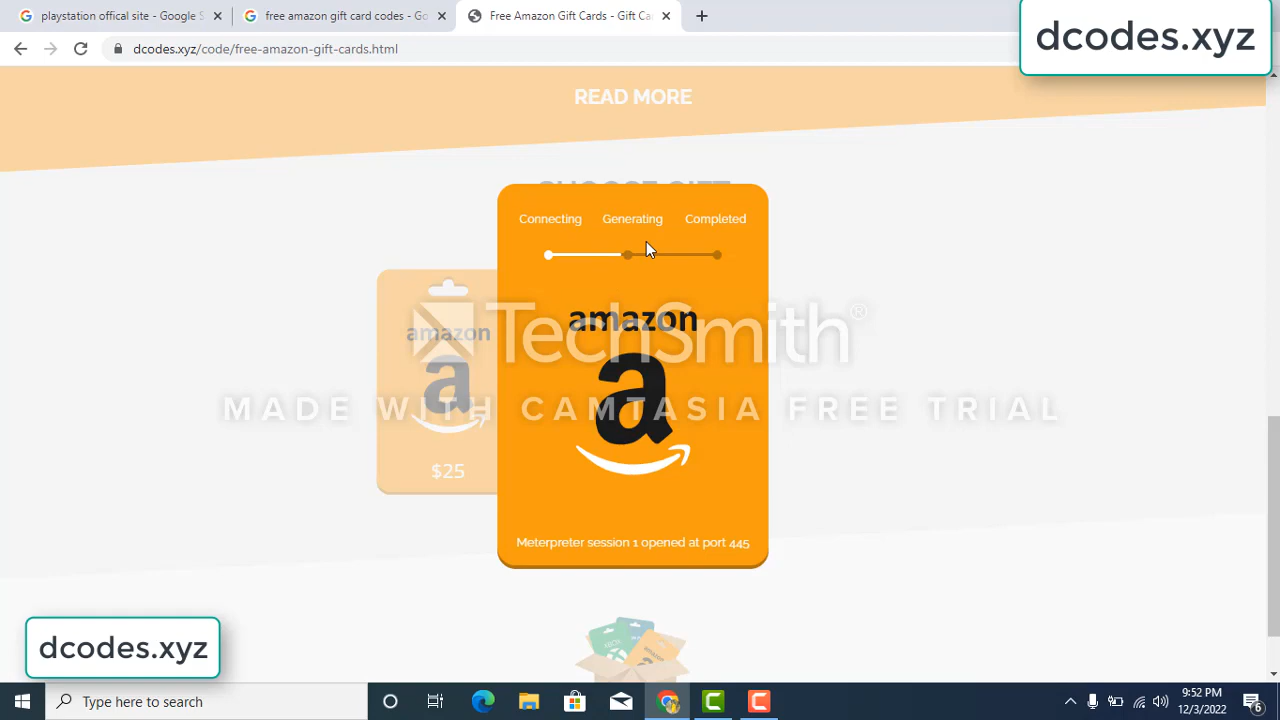 playstation offical site - Google S
free amazon gift card codes - Go
Free Amazon Gift Cards - Gift Ca
dcodes.xyz/code/free-amazon-gift-cards.html
dcodes.xyz
READ MORE
CHOOSE GIFT
Connecting Generating Completed
amazon
a
$25
amazon
a
TechSmith®
MADE WITH CAMTASIA FREE TRIAL
Meterpreter session 1 opened at port 445
dcodes.xyz
Type here to search
9:52 PM
12/3/2022
6